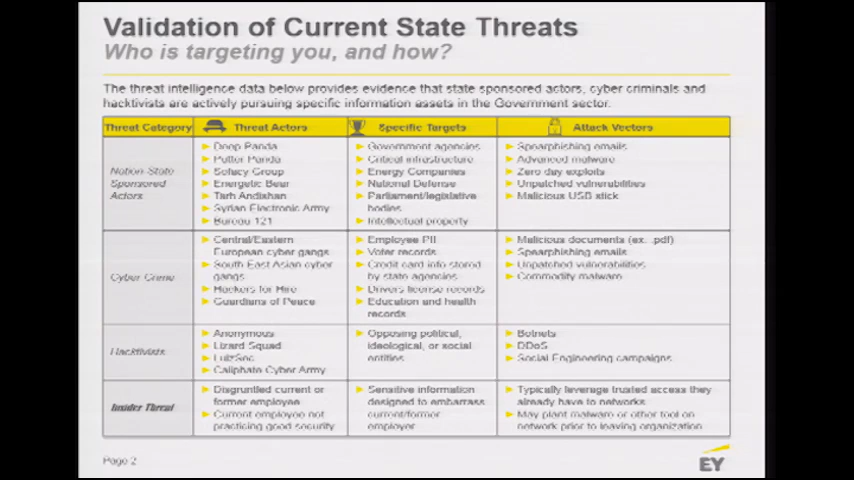 Validation of Current State Threats
Who is targeting you, and how?
The threat intelligence data below provides evidence that state sponsored actors, cyber criminals and
hacktivists are actively pursuing specific information assets in the Government sector.
Threat Category
Threat Actors
Specific Targets
Attack Vectors
Nation-State
Sponsored
Actors
Deep Panda
Putter Panda
Sofacy Group
Energetic Bear
Tarh Andishan
Syrian Electronic Army
Bureau 121
Government agencies
Critical infrastructure
Energy Companies
National Defense
Parliament/legislative
bodies
Intellectual property
Spearphishing emails
Advanced malware
Zero day exploits
Unpatched vulnerabilities
Malicious USB stick
Cyber Crime
Central/Eastern
European cyber gangs
South East Asian cyber
gangs
Hackers for Hire
Guardians of Peace
Employee PII
Voter records
Credit card info stored
by state agencies
Drivers license records
Education and health
records
Malicious documents (ex. .pdf)
Spearphishing emails
Unpatched vulnerabilities
Commodity malware
Hacktivists
Anonymous
Lizard Squad
LulzSec
Caliphate Cyber Army
Opposing political,
ideological, or social
entities
Botnets
DDoS
Social Engineering campaigns
Insider Threat
Disgruntled current or
former employee
Current employee not
practicing good security
Sensitive information
designed to embarrass
current/former
employer
Typically leverage trusted access they
already have to networks
May plant malware or other tool on
network prior to leaving organization
Page 2
EY